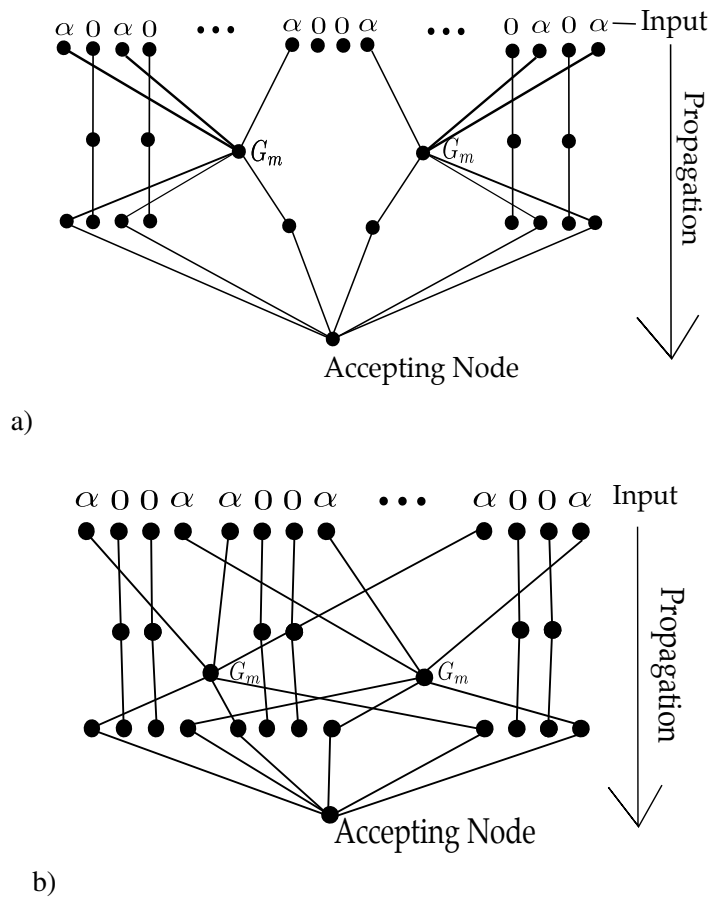 α 0 α 0 ··· α 0 0 α ··· 0 α 0 α Input
Propagation
G_m G_m
Accepting Node
a)
α 0 0 α α 0 0 α ··· α 0 0 α Input
Propagation
G_m G_m
Accepting Node
b)